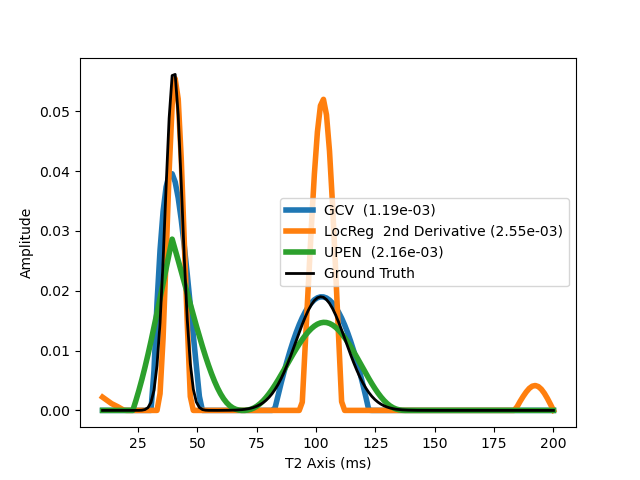 0.05
0.04
0.03
0.02
0.01
0.00
Amplitude
GCV  (1.19e-03)
LocReg  2nd Derivative (2.55e-03)
UPEN  (2.16e-03)
Ground Truth
25 50 75 100 125 150 175 200
T2 Axis (ms)